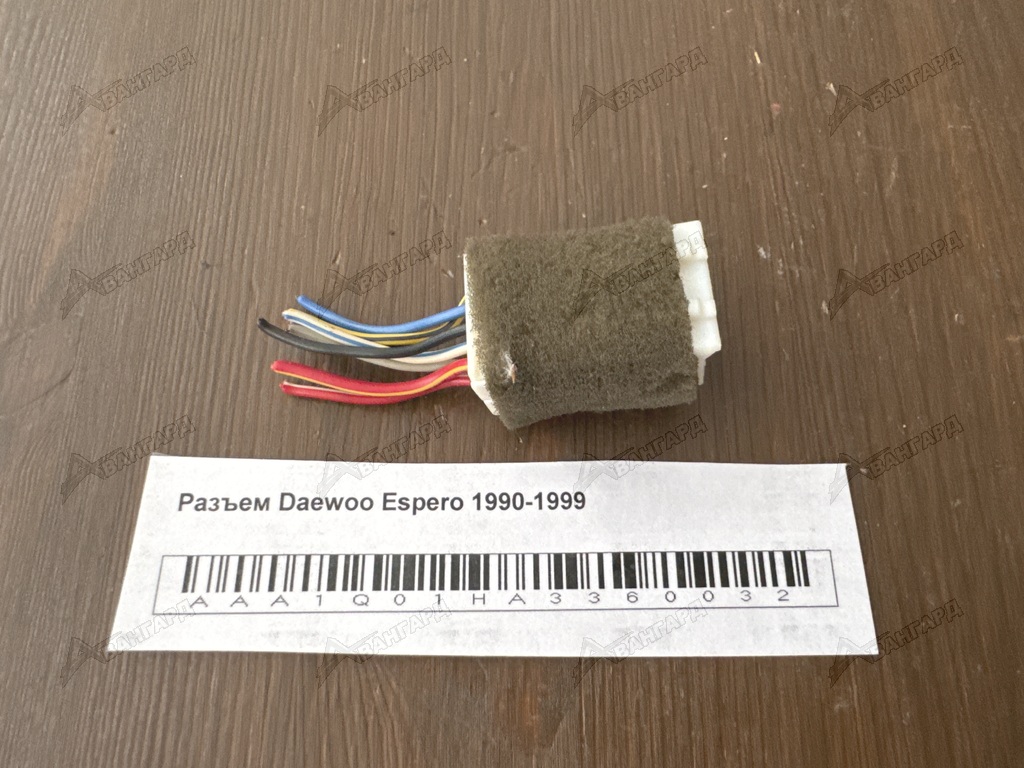 Разъем Daewoo Espero 1990-1999
AAA1Q01HA3360032
АВАНГАРД